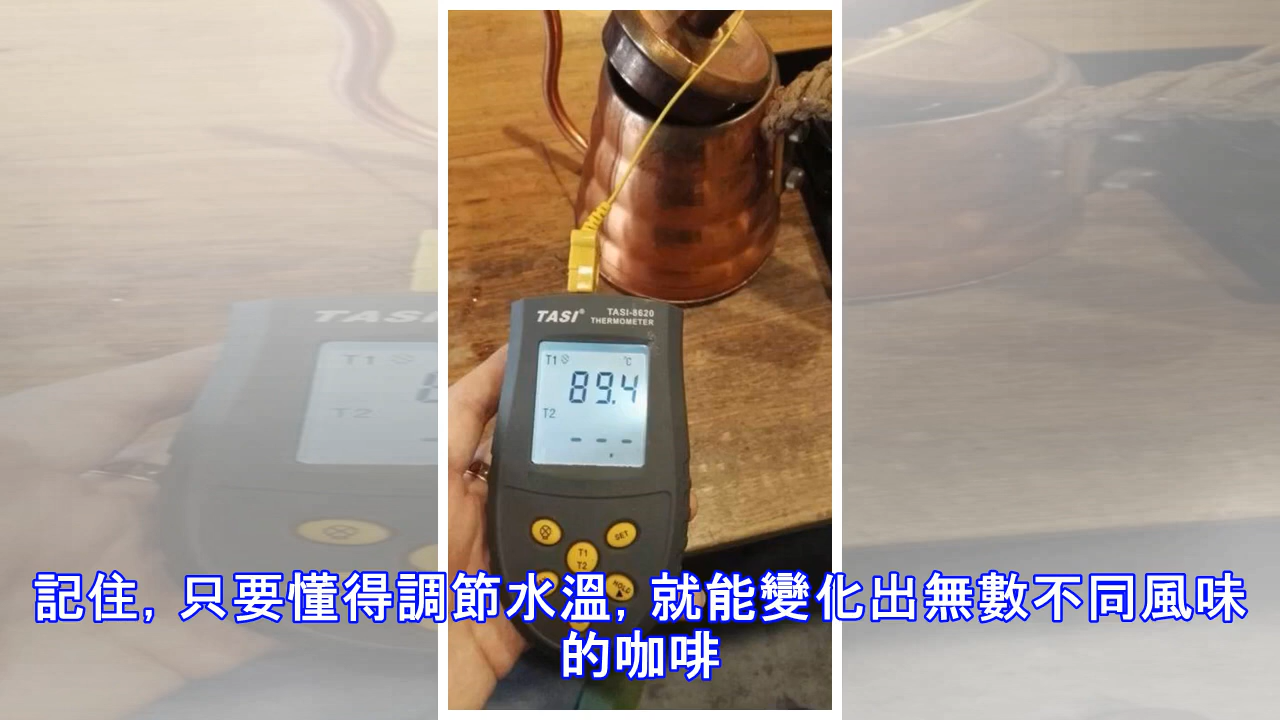 TASI®
TASI-8620
THERMOMETER
T1 °C
89.4
T2
- - -
SET
T1
T2
HOLD
記住, 只要懂得調節水溫, 就能變化出無數不同風味
的咖啡